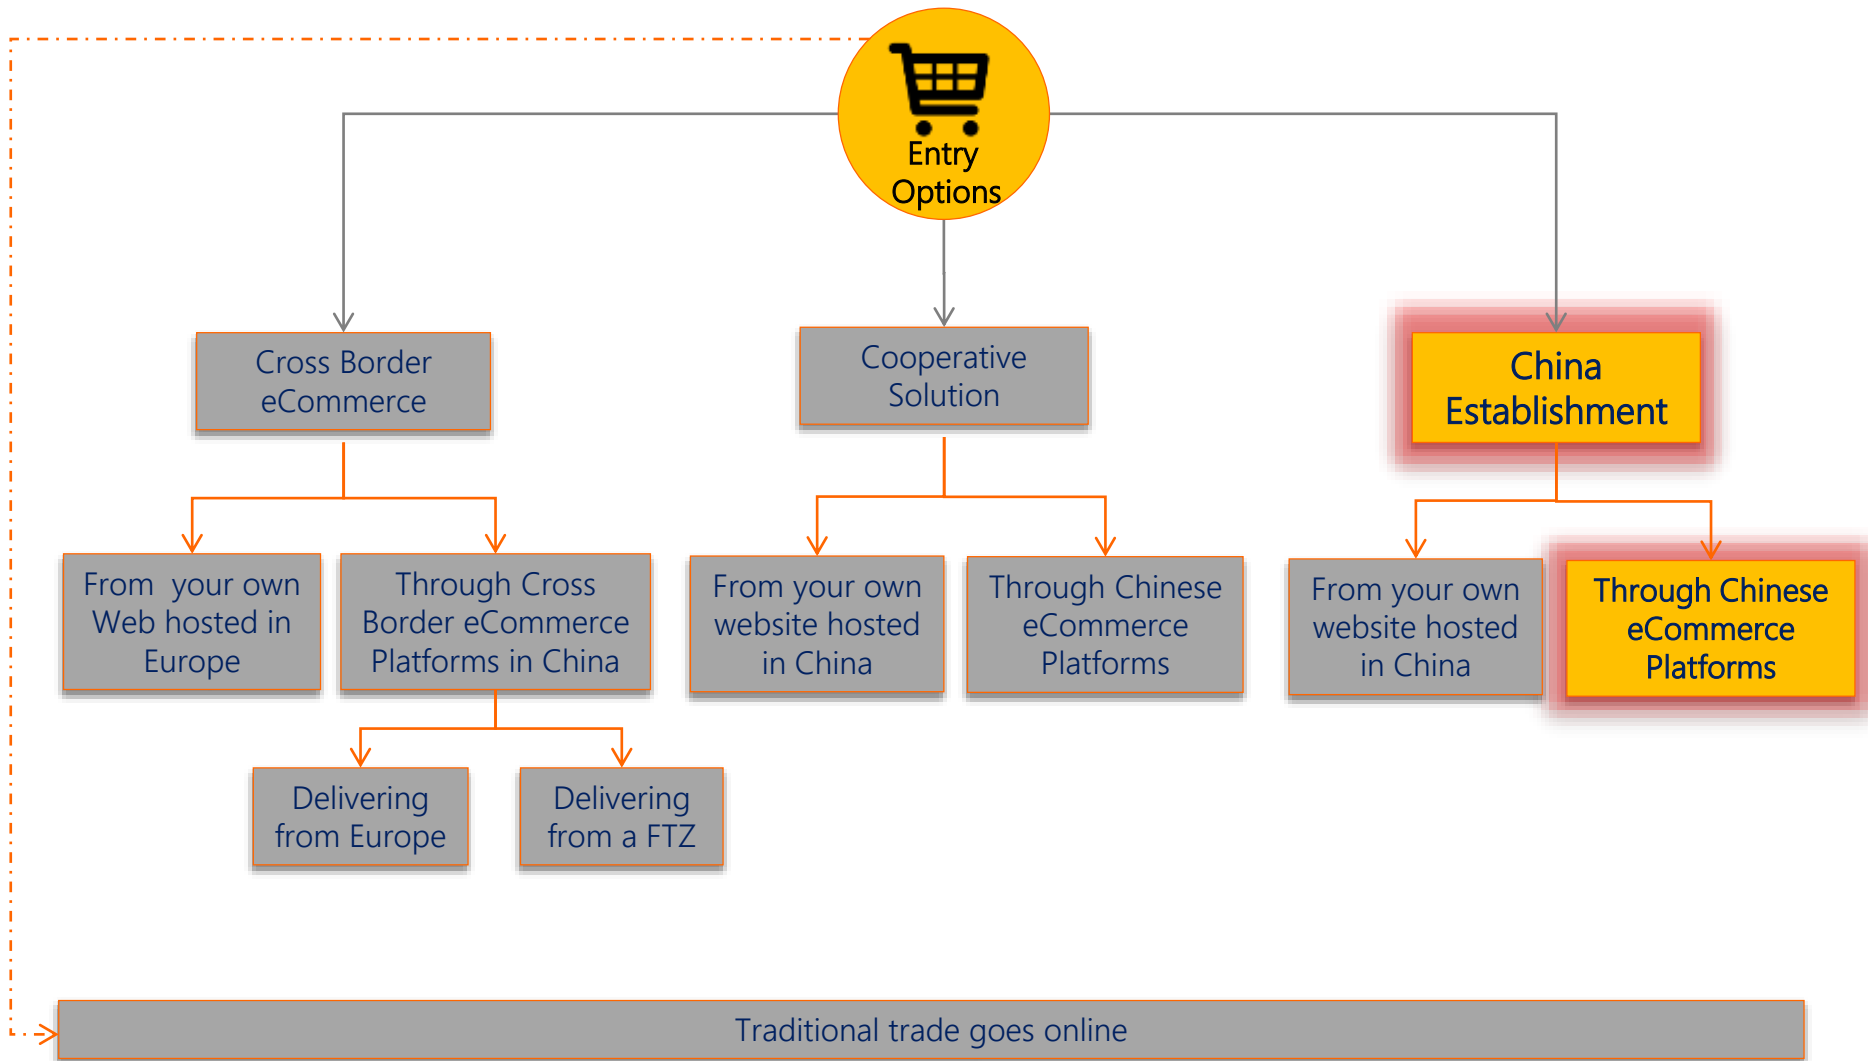 Entry
Options
Cross Border
eCommerce
Cooperative
Solution
China
Establishment
From your own
Web hosted in
Europe
Through Cross
Border eCommerce
Platforms in China
From your own
website hosted
in China
Through Chinese
eCommerce
Platforms
From your own
website hosted
in China
Through Chinese
eCommerce
Platforms
Delivering
from Europe
Delivering
from a FTZ
Traditional trade goes online